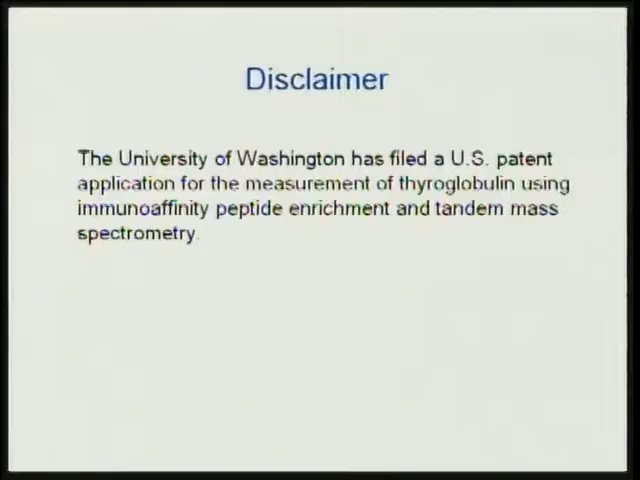 Disclaimer
The University of Washington has filed a U.S. patent
application for the measurement of thyroglobulin using
immunoaffinity peptide enrichment and tandem mass
spectrometry.